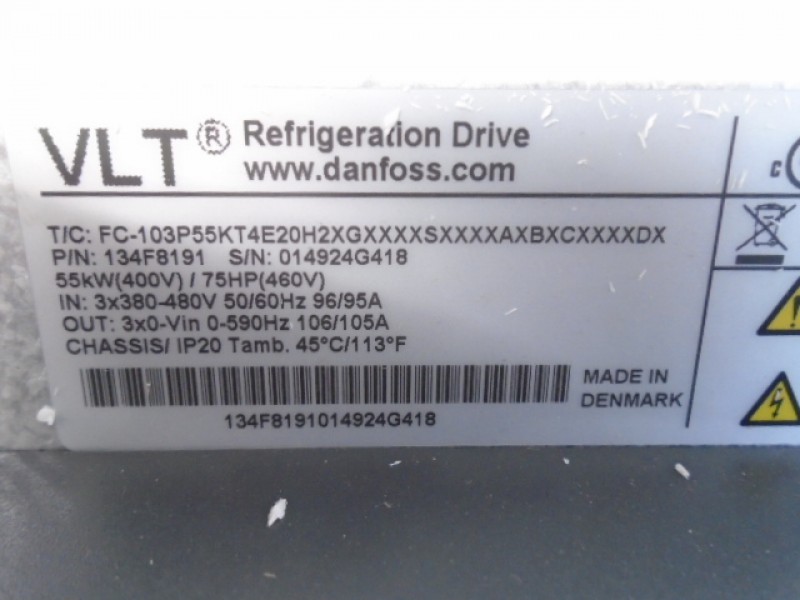 VLT® Refrigeration Drive
www.danfoss.com
T/C: FC-103P55KT4E20H2XGXXXXSXXXXAXBXCXXXXDX
P/N: 134F8191 S/N: 014924G418
55kW(400V) / 75HP(460V)
IN: 3x380-480V 50/60Hz 96/95A
OUT: 3x0-Vin 0-590Hz 106/105A
CHASSIS/ IP20 Tamb. 45°C/113°F
MADE IN
DENMARK
134F8191014924G418
c